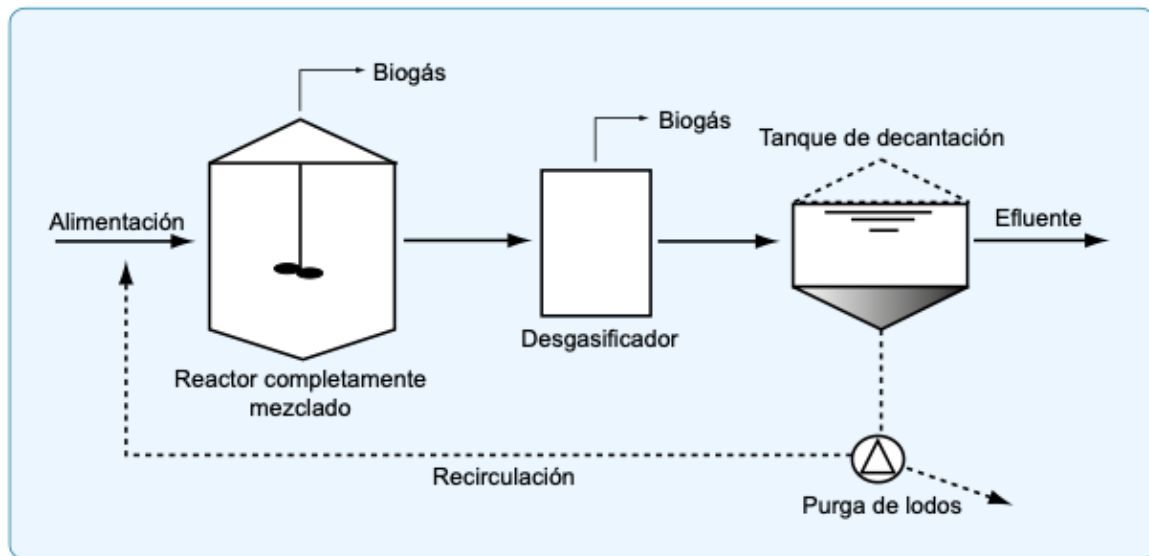 Biogás
Biogás
Tanque de decantación
Alimentación
Efluente
Desgasificador
Reactor completamente
mezclado
Recirculación
Purga de lodos